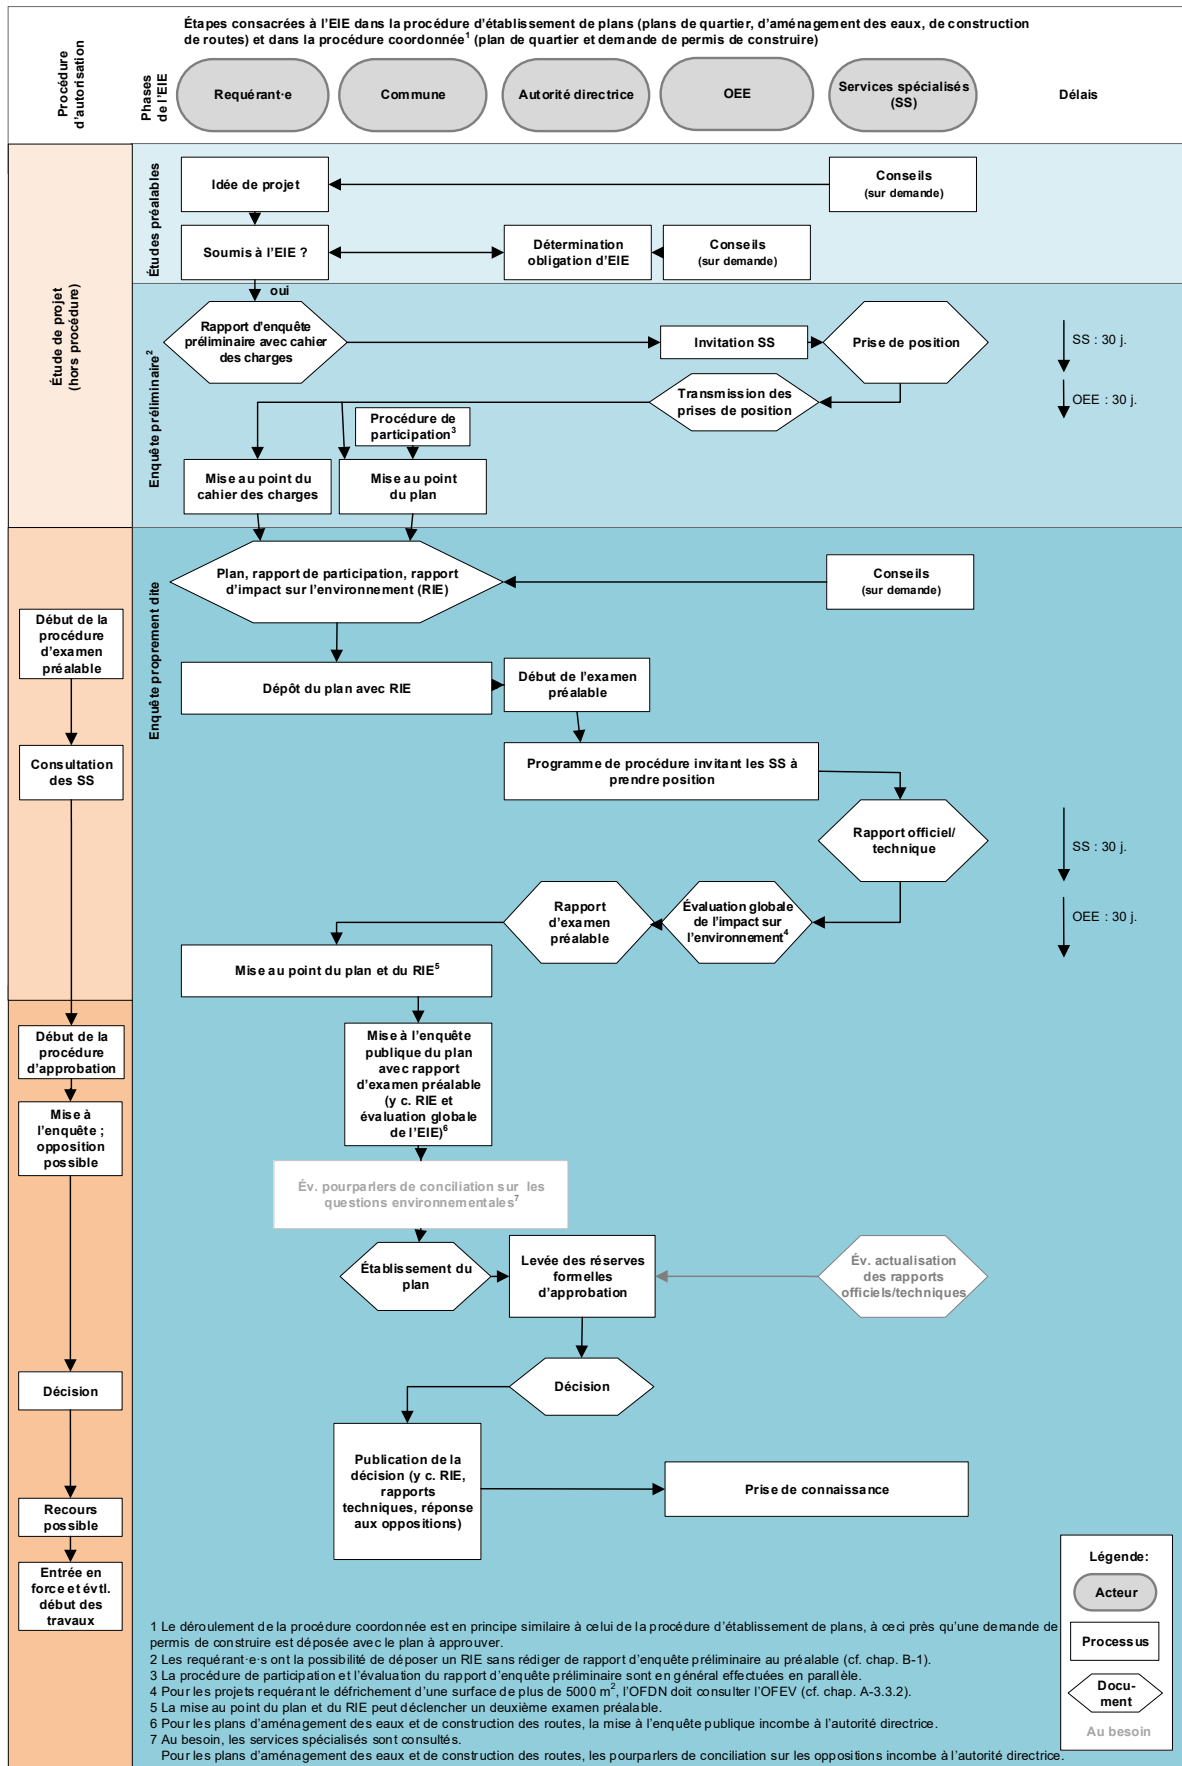 Étapes consacrées à l'EIE dans la procédure d'établissement de plans (plans de quartier, d'aménagement des eaux, de construction
de routes) et dans la procédure coordonnée¹ (plan de quartier et demande de permis de construire)
Procédure
d'autorisation
Phases
de l'EIE
Requérant·e
Commune
Autorité directrice
OEE
Services spécialisés
(SS)
Délais
Étude de projet
(hors procédure)
Études préalables
Idée de projet
Conseils
(sur demande)
Soumis à l'EIE ?
Détermination
obligation d'EIE
Conseils
(sur demande)
oui
Enquête préliminaire²
Rapport d'enquête
préliminaire avec cahier
des charges
Invitation SS
Prise de position
SS : 30 j.
Transmission des
prises de position
OEE : 30 j.
Procédure de
participation³
Mise au point du
cahier des charges
Mise au point
du plan
Enquête proprement dite
Plan, rapport de participation, rapport
d'impact sur l'environnement (RIE)
Conseils
(sur demande)
Début de la
procédure
d'examen
préalable
Dépôt du plan avec RIE
Début de l'examen
préalable
Consultation
des SS
Programme de procédure invitant les SS à
prendre position
Rapport officiel/
technique
SS : 30 j.
Rapport
d'examen
préalable
Évaluation globale
de l'impact sur
l'environnement⁴
OEE : 30 j.
Mise au point du plan et du RIE⁵
Début de la
procédure
d'approbation
Mise à l'enquête
publique du plan
avec rapport
d'examen préalable
(y c. RIE et
évaluation globale
de l'EIE)⁶
Mise à
l'enquête ;
opposition
possible
Év. pourparlers de conciliation sur les
questions environnementales⁷
Établissement du
plan
Levée des réserves
formelles
d'approbation
Év. actualisation
des rapports
officiels/techniques
Décision
Décision
Publication de la
décision (y c. RIE,
rapports
techniques, réponse
aux oppositions)
Prise de connaissance
Recours
possible
Entrée en
force et évtl.
début des
travaux
Légende:
Acteur
Processus
Docu-
ment
Au besoin
1 Le déroulement de la procédure coordonnée est en principe similaire à celui de la procédure d'établissement de plans, à ceci près qu'une demande de
permis de construire est déposée avec le plan à approuver.
2 Les requérant·e·s ont la possibilité de déposer un RIE sans rédiger de rapport d'enquête préliminaire au préalable (cf. chap. B-1).
3 La procédure de participation et l'évaluation du rapport d'enquête préliminaire sont en général effectuées en parallèle.
4 Pour les projets requérant le défrichement d'une surface de plus de 5000 m², l'OFDN doit consulter l'OFEV (cf. chap. A-3.3.2).
5 La mise au point du plan et du RIE peut déclencher un deuxième examen préalable.
6 Pour les plans d'aménagement des eaux et de construction des routes, la mise à l'enquête publique incombe à l'autorité directrice.
7 Au besoin, les services spécialisés sont consultés.
Pour les plans d'aménagement des eaux et de construction des routes, les pourparlers de conciliation sur les oppositions incombe à l'autorité directrice.